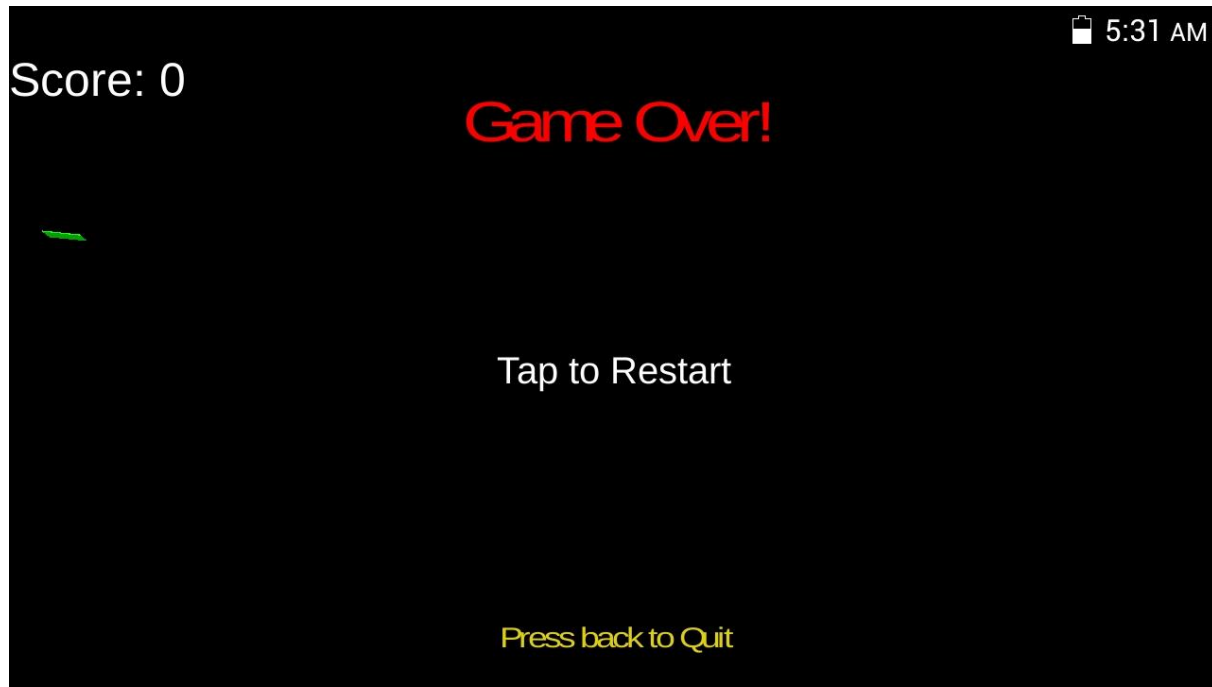 5:31 AM
Score: 0
Game Over!
Tap to Restart
Press back to Quit